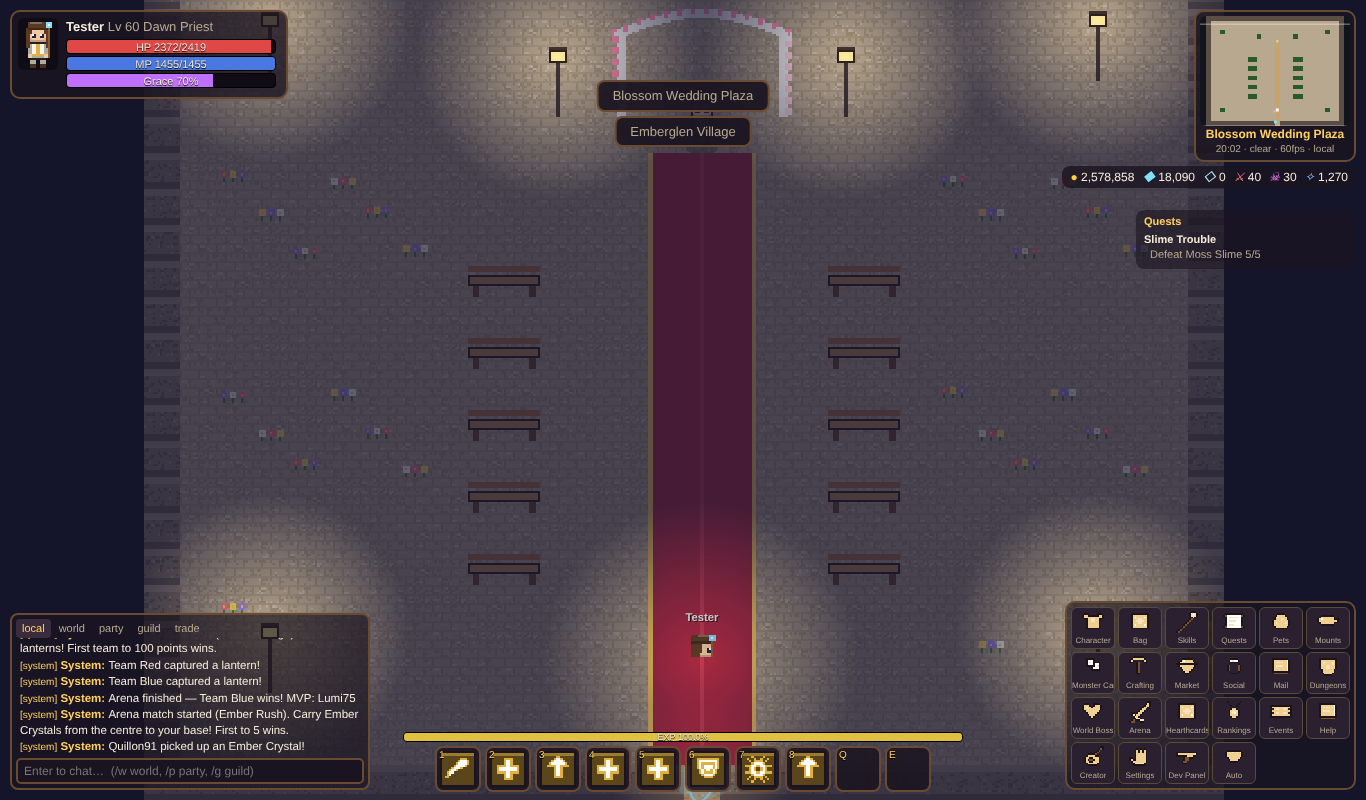 Tester Lv 60 Dawn Priest
HP 2372/2419
MP 1455/1455
Grace 70%
Blossom Wedding Plaza
Emberglen Village
Blossom Wedding Plaza
20:02 · clear · 60fps · local
2,578,858 18,090 0 40 30 1,270
Quests
Slime Trouble
Defeat Moss Slime 5/5
Tester
local world party guild trade
lanterns! First team to 100 points wins.
[system] System: Team Red captured a lantern!
[system] System: Team Blue captured a lantern!
[system] System: Arena finished — Team Blue wins! MVP: Lumi75
[system] System: Arena match started (Ember Rush). Carry Ember
Crystals from the centre to your base! First to 5 wins.
[system] System: Quillon91 picked up an Ember Crystal!
Enter to chat… (/w world, /p party, /g guild)
EXP 100.0%
1 2 3 4 5 6 7 8 Q E
Character Bag Skills Quests Pets Mounts
Monster Ca Crafting Market Social Mail Dungeons
World Boss Arena Hearthcards Rankings Events Help
Creator Settings Dev Panel Auto